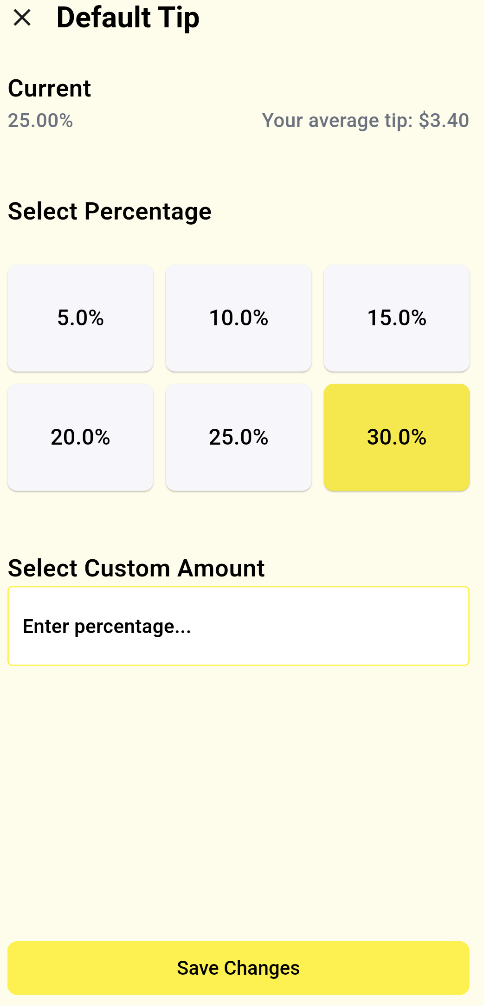 Default Tip
Current
25.00% Your average tip: $3.40
Select Percentage
5.0% 10.0% 15.0%
20.0% 25.0% 30.0%
Select Custom Amount
Enter percentage...
Save Changes